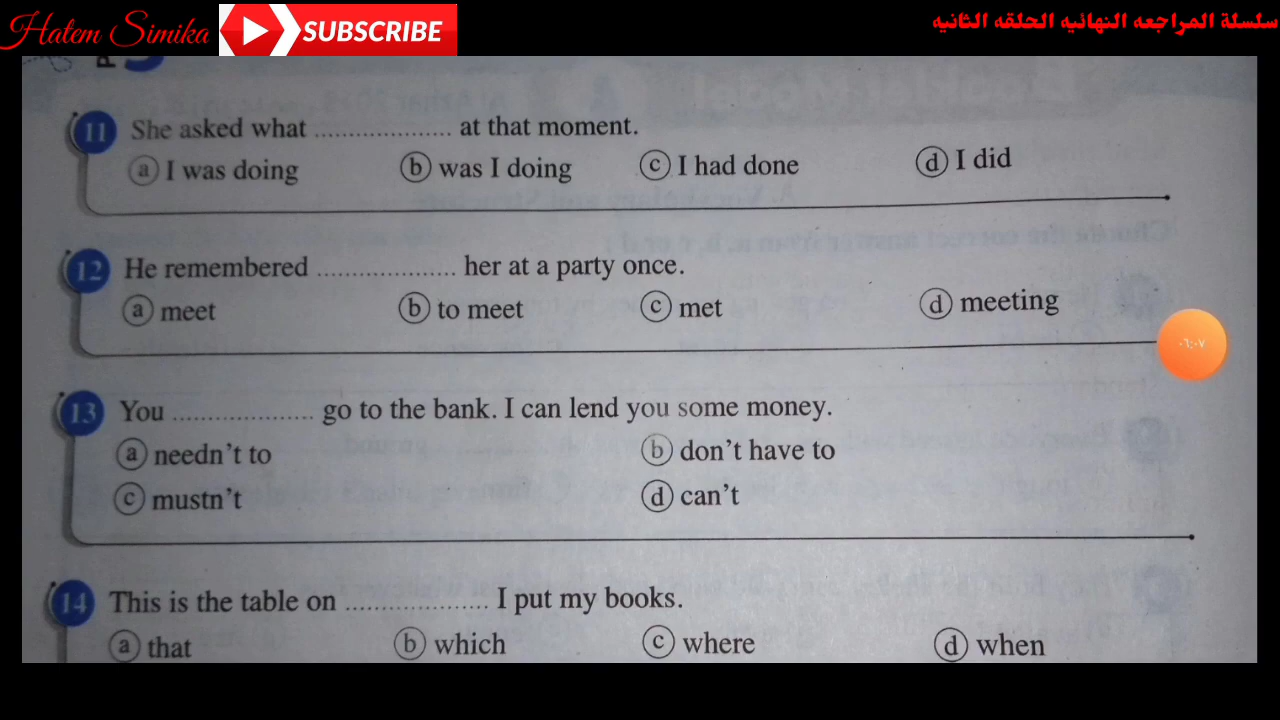 Hatem Simika
SUBSCRIBE
سلسلة المراجعه النهائيه الحلقه الثانيه
11 She asked what .................... at that moment.
a I was doing b was I doing c I had done d I did
12 He remembered .................... her at a party once.
a meet b to meet c met d meeting
٠٦:٠٧
13 You .................... go to the bank. I can lend you some money.
a needn't to b don't have to
c mustn't d can't
14 This is the table on .................... I put my books.
a that b which c where d when